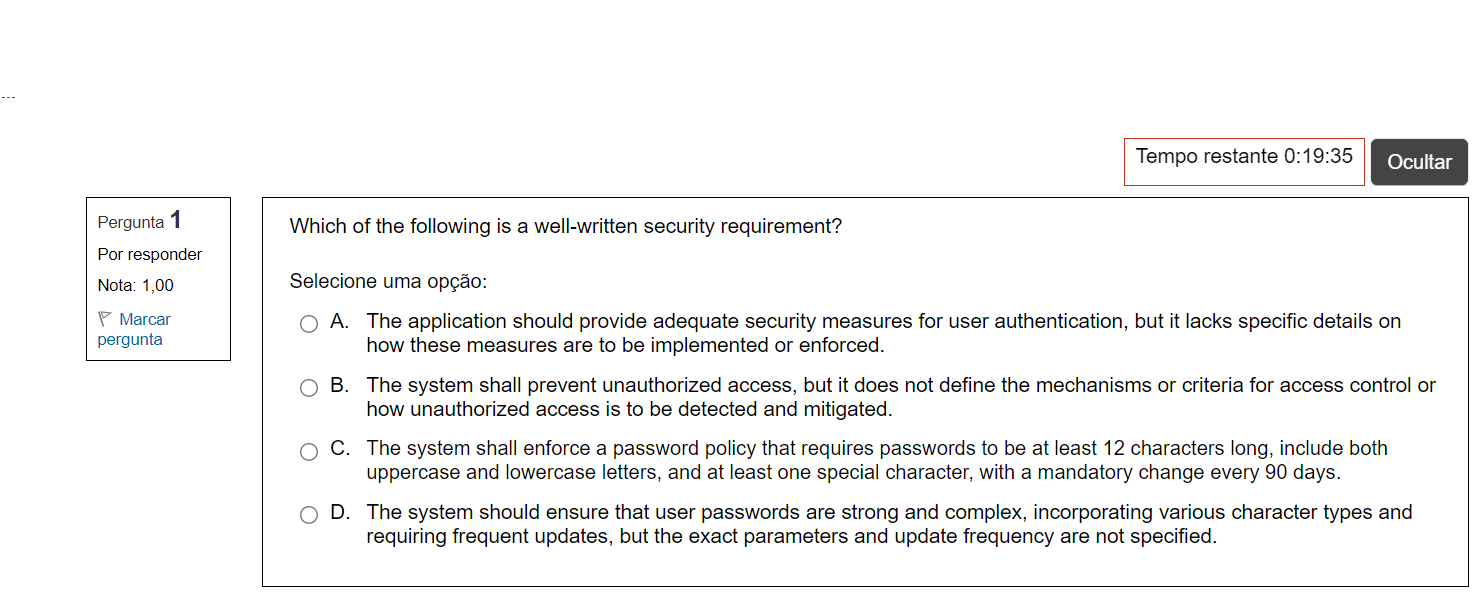 ---
Tempo restante 0:19:35
Ocultar
Pergunta 1
Por responder
Nota: 1,00
Marcar
pergunta
Which of the following is a well-written security requirement?
Selecione uma opção:
A. The application should provide adequate security measures for user authentication, but it lacks specific details on
how these measures are to be implemented or enforced.
B. The system shall prevent unauthorized access, but it does not define the mechanisms or criteria for access control or
how unauthorized access is to be detected and mitigated.
C. The system shall enforce a password policy that requires passwords to be at least 12 characters long, include both
uppercase and lowercase letters, and at least one special character, with a mandatory change every 90 days.
D. The system should ensure that user passwords are strong and complex, incorporating various character types and
requiring frequent updates, but the exact parameters and update frequency are not specified.